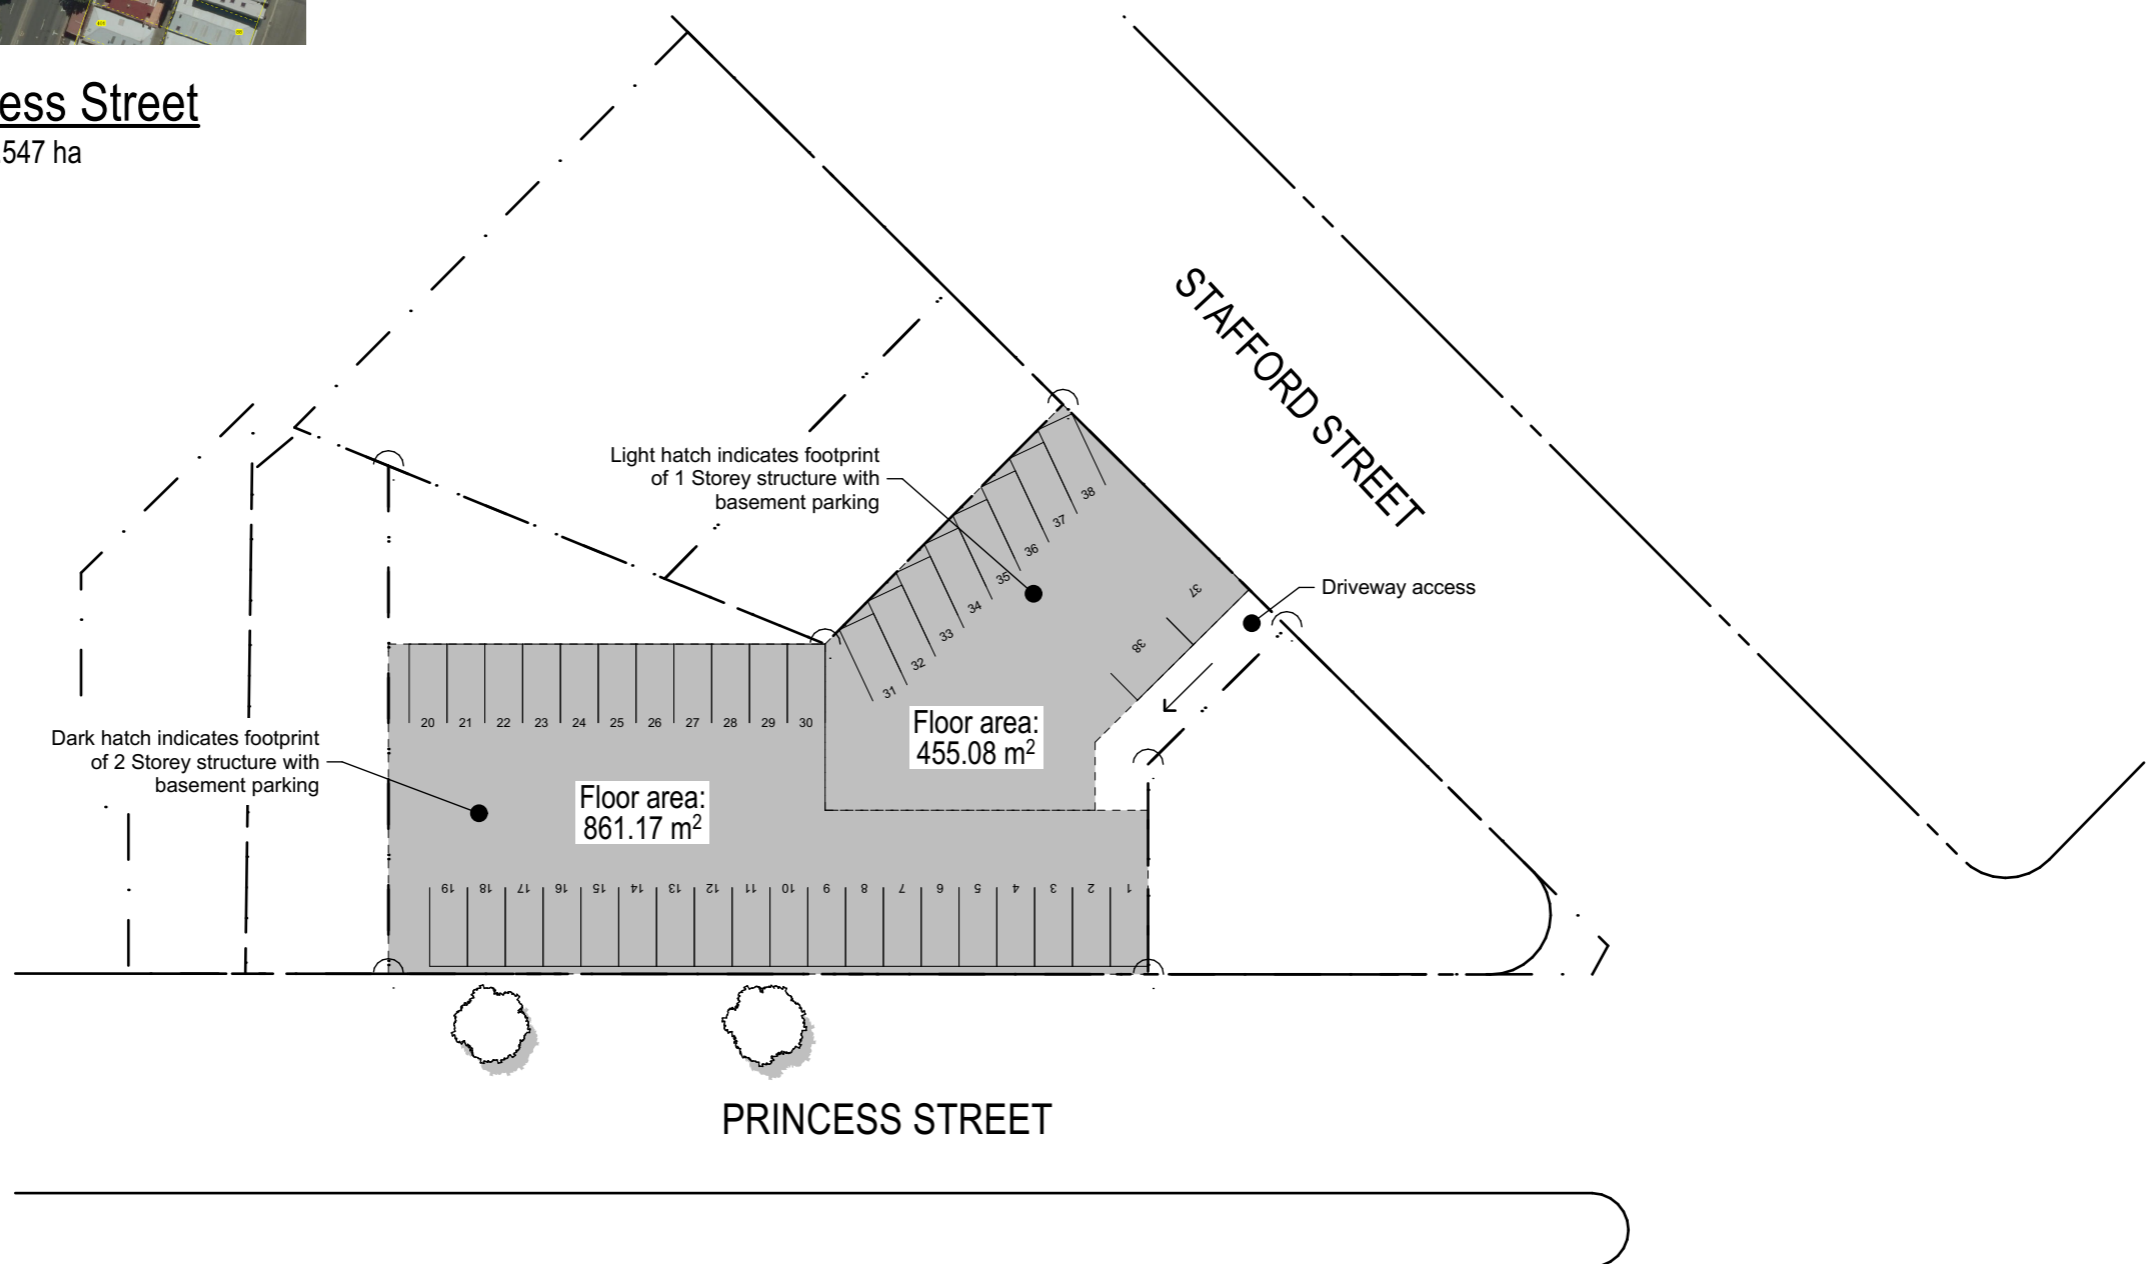 ess Street
547 ha
STAFFORD STREET
Light hatch indicates footprint
of 1 Storey structure with
basement parking
Driveway access
38
37
36
35
34
33
32
31
37
38
20 21 22 23 24 25 26 27 28 29 30
Floor area:
455.08 m²
Dark hatch indicates footprint
of 2 Storey structure with
basement parking
Floor area:
861.17 m²
19 18 17 16 15 14 13 12 11 10 9 8 7 6 5 4 3 2 1
PRINCESS STREET